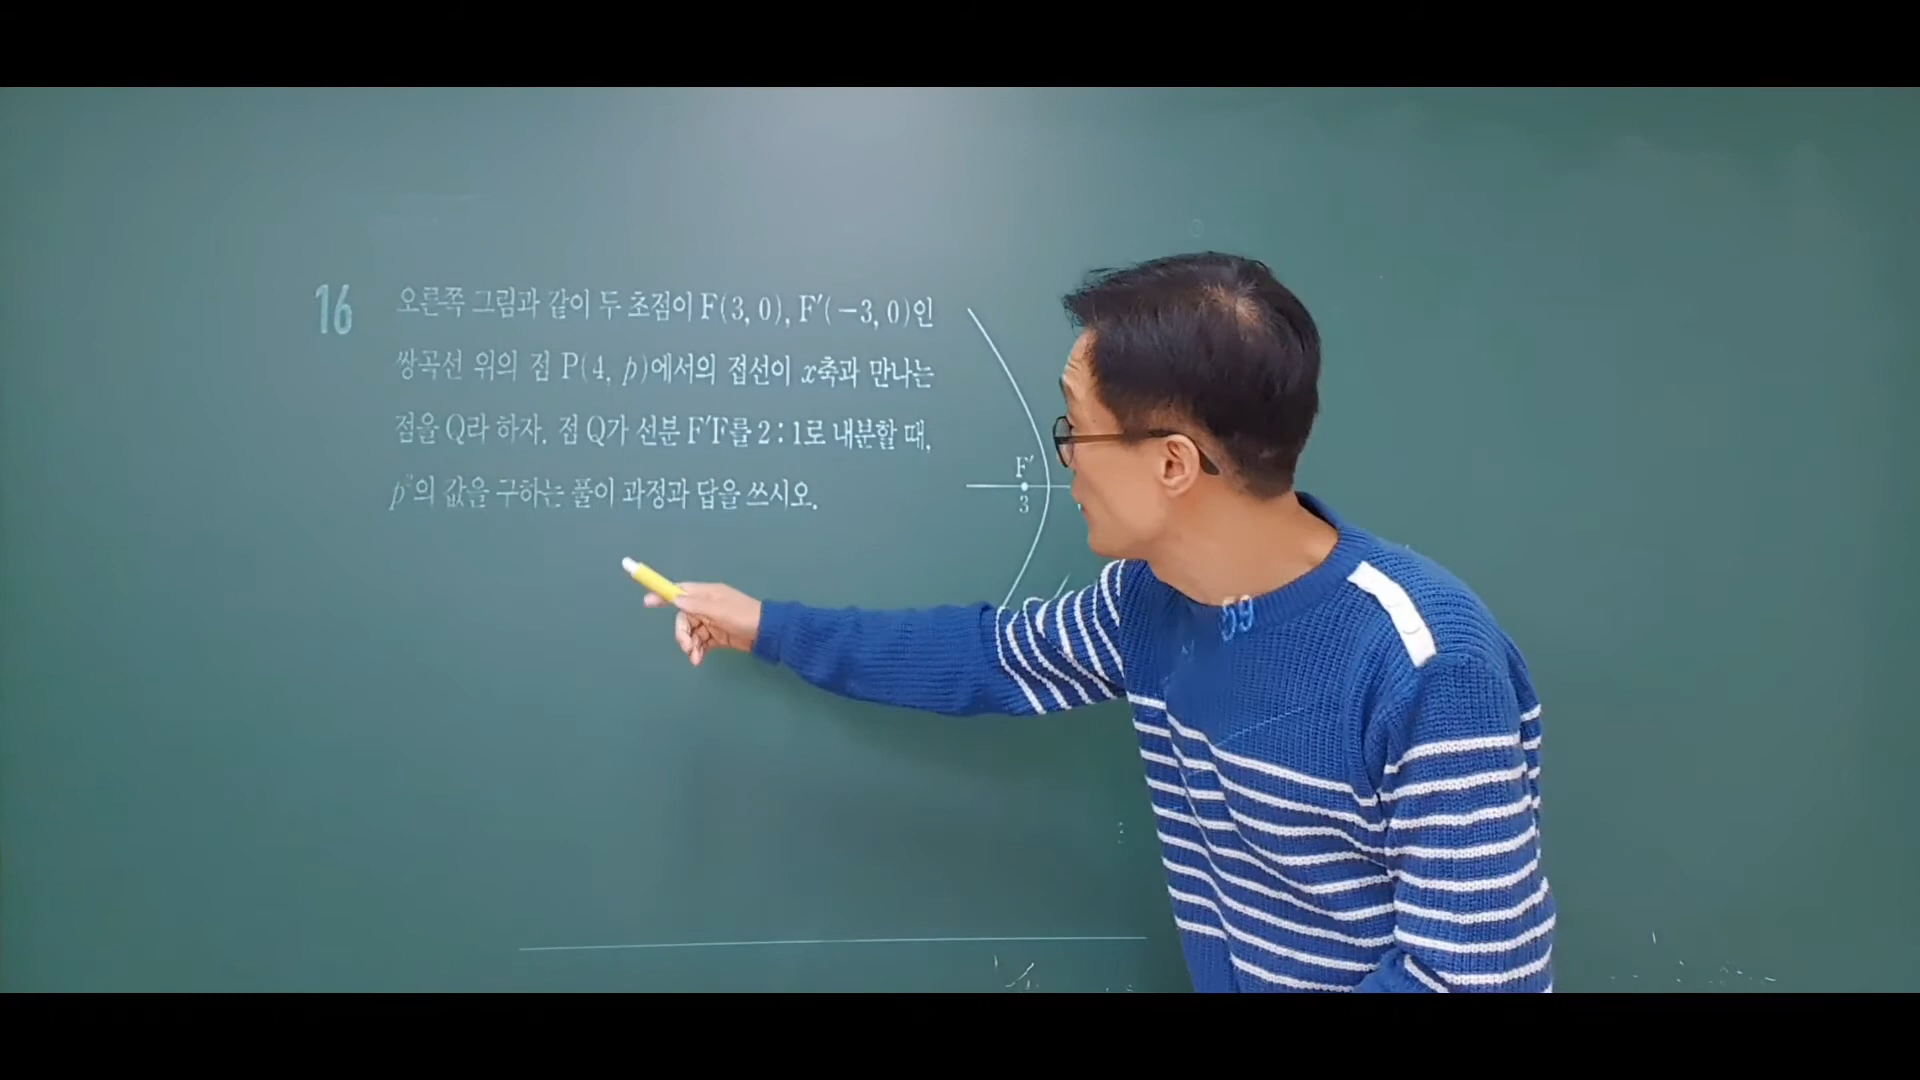 16 오른쪽 그림과 같이 두 초점이 F(3, 0), F′(−3, 0)인
쌍곡선 위의 점 P(4, p)에서의 접선이 x축과 만나는
점을 Q라 하자. 점 Q가 선분 F′F를 2 : 1로 내분할 때,
p²의 값을 구하는 풀이 과정과 답을 쓰시오.
F′
3
59